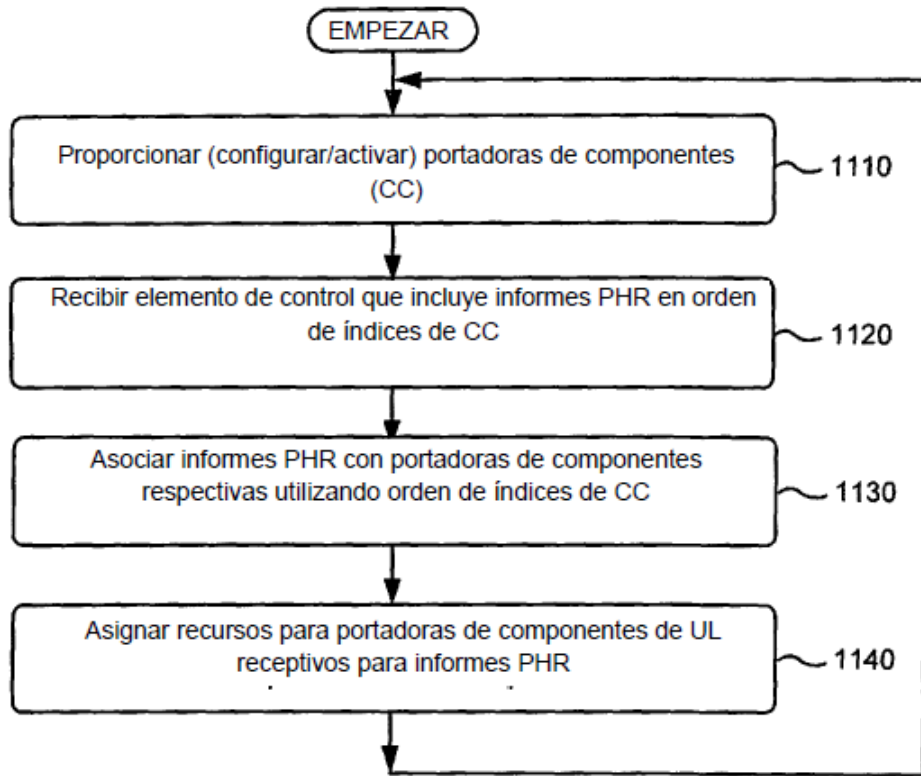 EMPEZAR
Proporcionar (configurar/activar) portadoras de componentes
(CC)
1110
Recibir elemento de control que incluye informes PHR en orden
de índices de CC
1120
Asociar informes PHR con portadoras de componentes
respectivas utilizando orden de índices de CC
1130
Asignar recursos para portadoras de componentes de UL
receptivos para informes PHR
1140